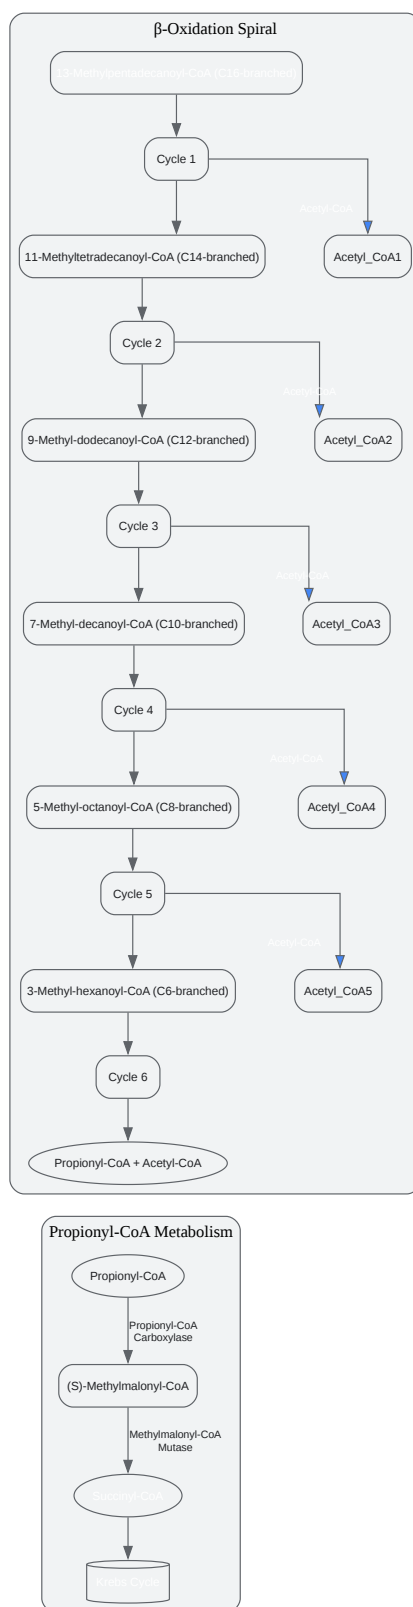 β-Oxidation Spiral
13-Methylpentadecanoyl-CoA (C16-branched)
Cycle 1
Acetyl-CoA
11-Methyltetradecanoyl-CoA (C14-branched)
Acetyl_CoA1
Cycle 2
Acetyl-CoA
9-Methyl-dodecanoyl-CoA (C12-branched)
Acetyl_CoA2
Cycle 3
Acetyl-CoA
7-Methyl-decanoyl-CoA (C10-branched)
Acetyl_CoA3
Cycle 4
Acetyl-CoA
5-Methyl-octanoyl-CoA (C8-branched)
Acetyl_CoA4
Cycle 5
Acetyl-CoA
3-Methyl-hexanoyl-CoA (C6-branched)
Acetyl_CoA5
Cycle 6
Propionyl-CoA + Acetyl-CoA
Propionyl-CoA Metabolism
Propionyl-CoA
Propionyl-CoA
Carboxylase
(S)-Methylmalonyl-CoA
Methylmalonyl-CoA
Mutase
Succinyl-CoA
Krebs Cycle